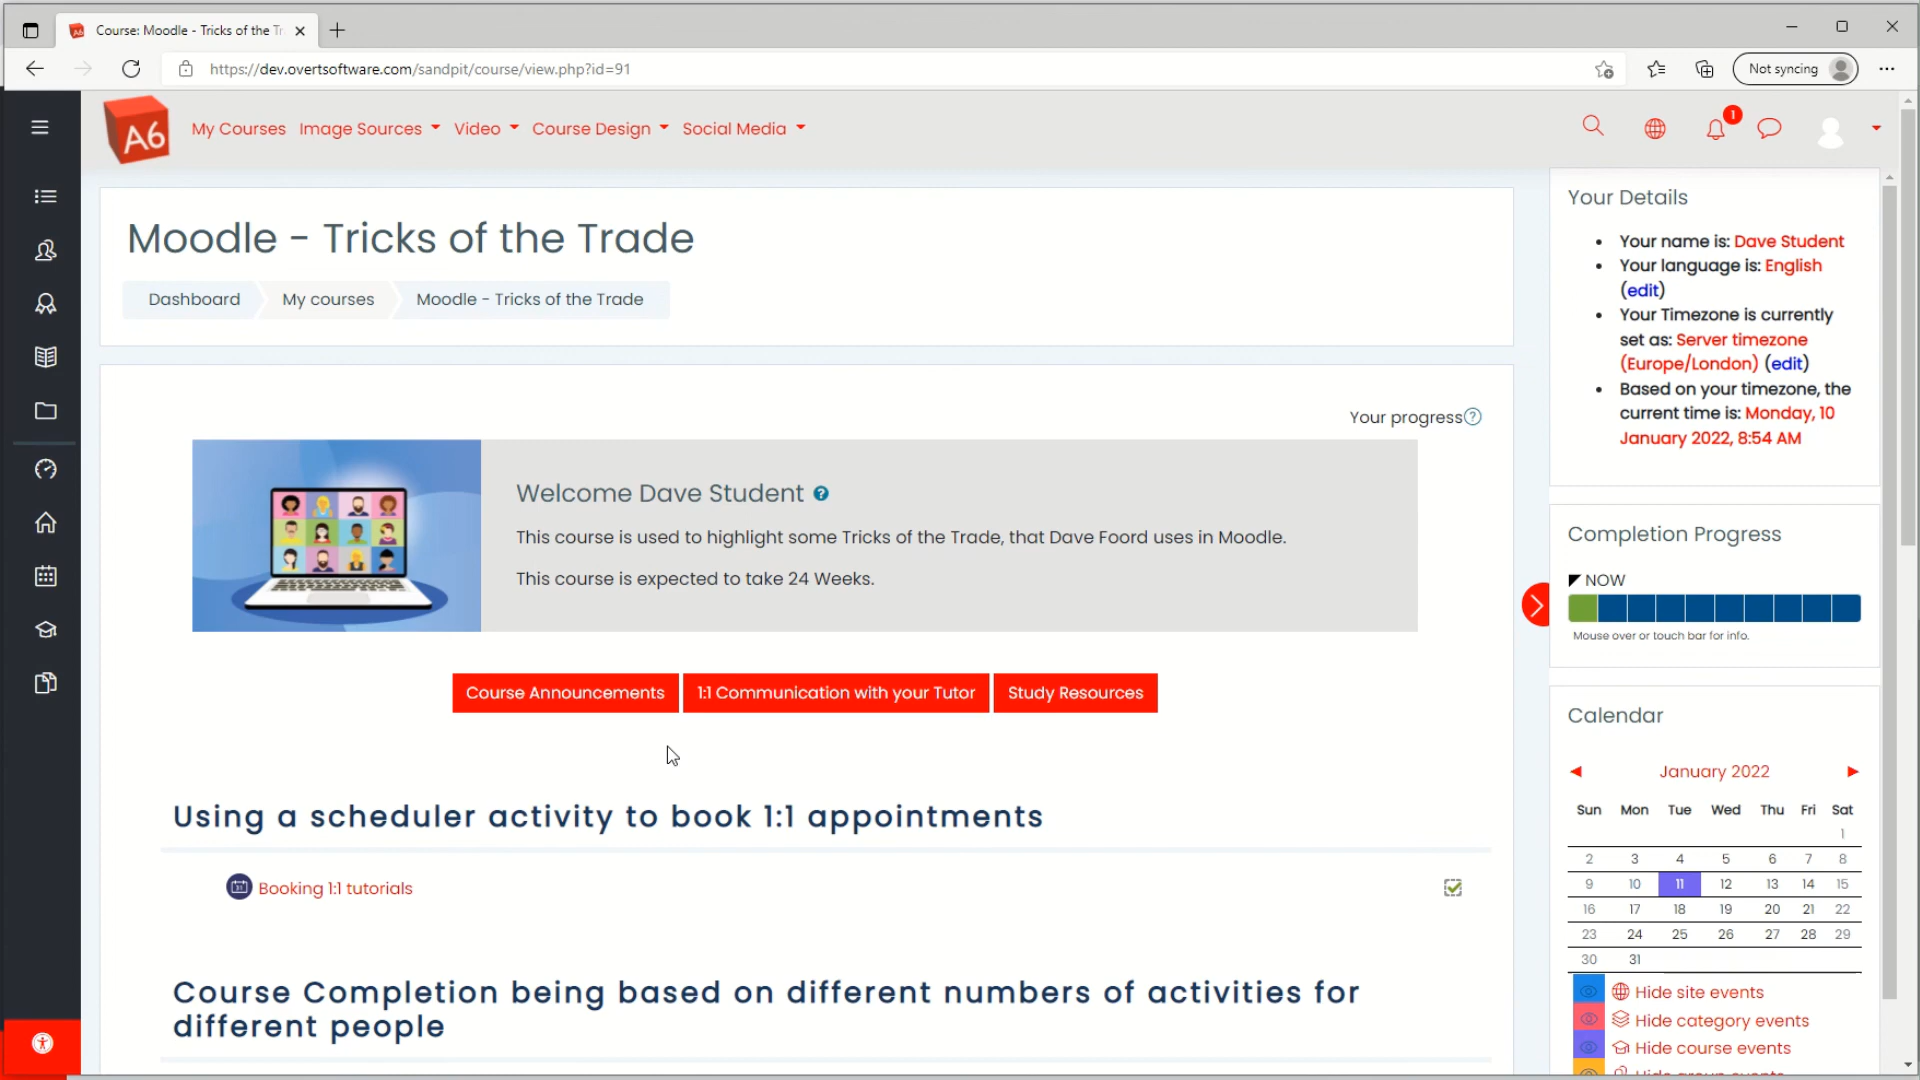 Course: Moodle - Tricks of the Tr
Not syncing
https://dev.overtsoftware.com/sandpit/course/view.php?id=91
A6
My Courses
Image Sources
Video
Course Design
Social Media
1
Moodle - Tricks of the Trade
Dashboard
My courses
Moodle - Tricks of the Trade
Your progress
Welcome Dave Student
This course is used to highlight some Tricks of the Trade, that Dave Foord uses in Moodle.
This course is expected to take 24 Weeks.
Course Announcements
1:1 Communication with your Tutor
Study Resources
Using a scheduler activity to book 1:1 appointments
Booking 1:1 tutorials
Course Completion being based on different numbers of activities for
different people
Your Details
Your name is: Dave Student
Your language is: English
(edit)
Your Timezone is currently
set as: Server timezone
(Europe/London) (edit)
Based on your timezone, the
current time is: Monday, 10
January 2022, 8:54 AM
Completion Progress
NOW
Mouse over or touch bar for info.
Calendar
January 2022
Sun Mon Tue Wed Thu Fri Sat
1
2 3 4 5 6 7 8
9 10 11 12 13 14 15
16 17 18 19 20 21 22
23 24 25 26 27 28 29
30 31
Hide site events
Hide category events
Hide course events